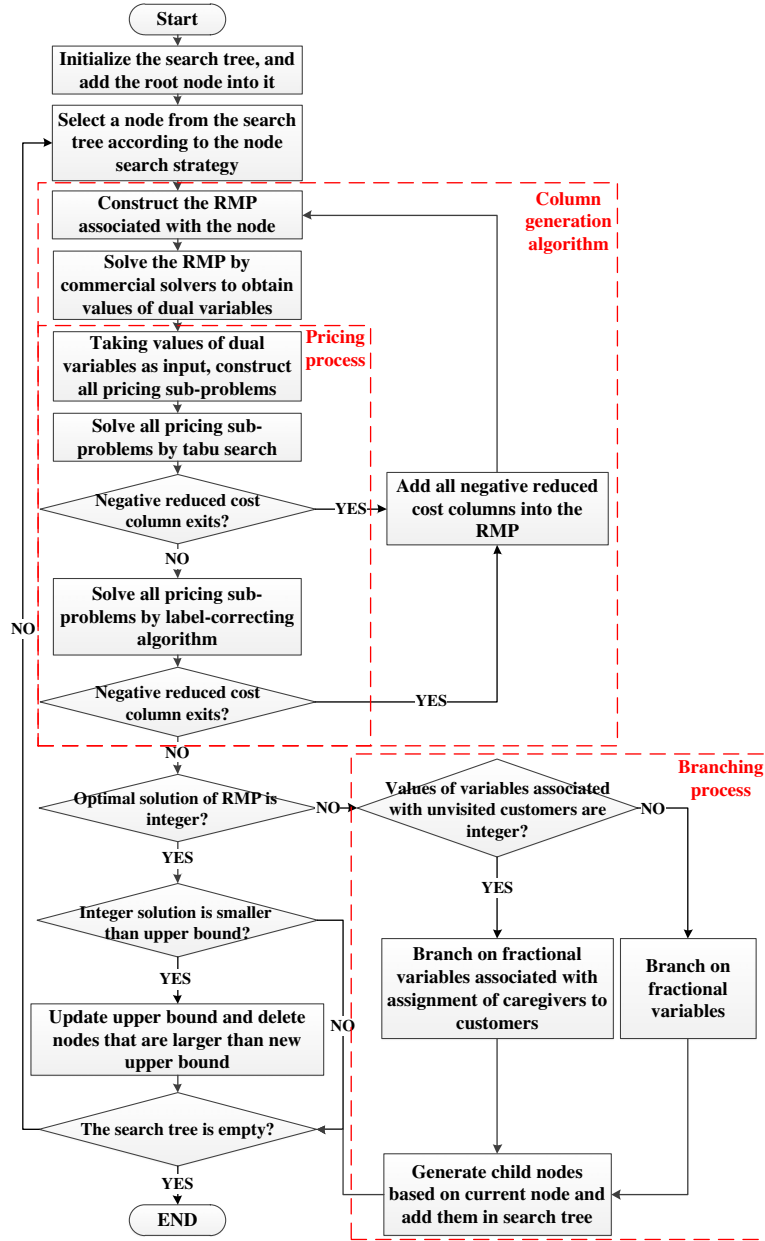 Start
Initialize the search tree, and
add the root node into it
Select a node from the search
tree according to the node
search strategy
Column
generation
algorithm
Construct the RMP
associated with the node
Solve the RMP by
commercial solvers to obtain
values of dual variables
Pricing
process
Taking values of dual
variables as input, construct
all pricing sub-problems
Solve all pricing sub-
problems by tabu search
Negative reduced cost
column exits?
YES
Add all negative reduced
cost columns into the
RMP
NO
Solve all pricing sub-
problems by label-correcting
algorithm
NO
Negative reduced cost
column exits?
YES
NO
Branching
process
Optimal solution of RMP is
integer?
NO
Values of variables associated
with unvisited customers are
integer?
NO
YES
YES
Integer solution is smaller
than upper bound?
Branch on fractional
variables associated with
assignment of caregivers to
customers
Branch on
fractional
variables
YES
Update upper bound and delete
nodes that are larger than new
upper bound
NO
The search tree is empty?
YES
Generate child nodes
based on current node and
add them in search tree
END